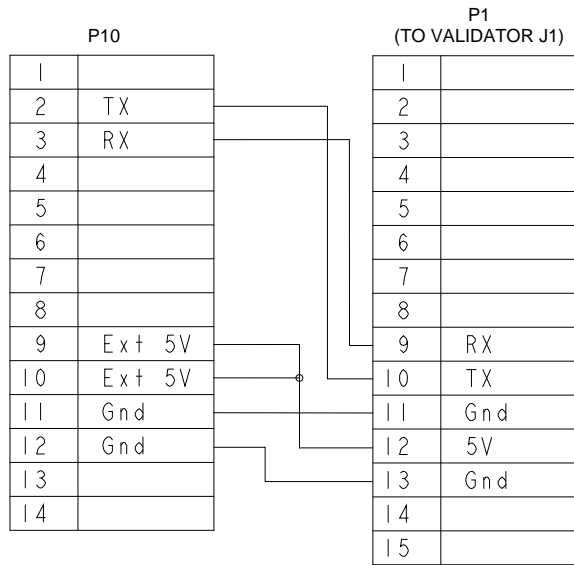 P10
1
2 TX
3 RX
4
5
6
7
8
9 Ext 5V
10 Ext 5V
11 Gnd
12 Gnd
13
14
P1
(TO VALIDATOR J1)
1
2
3
4
5
6
7
8
9 RX
10 TX
11 Gnd
12 5V
13 Gnd
14
15